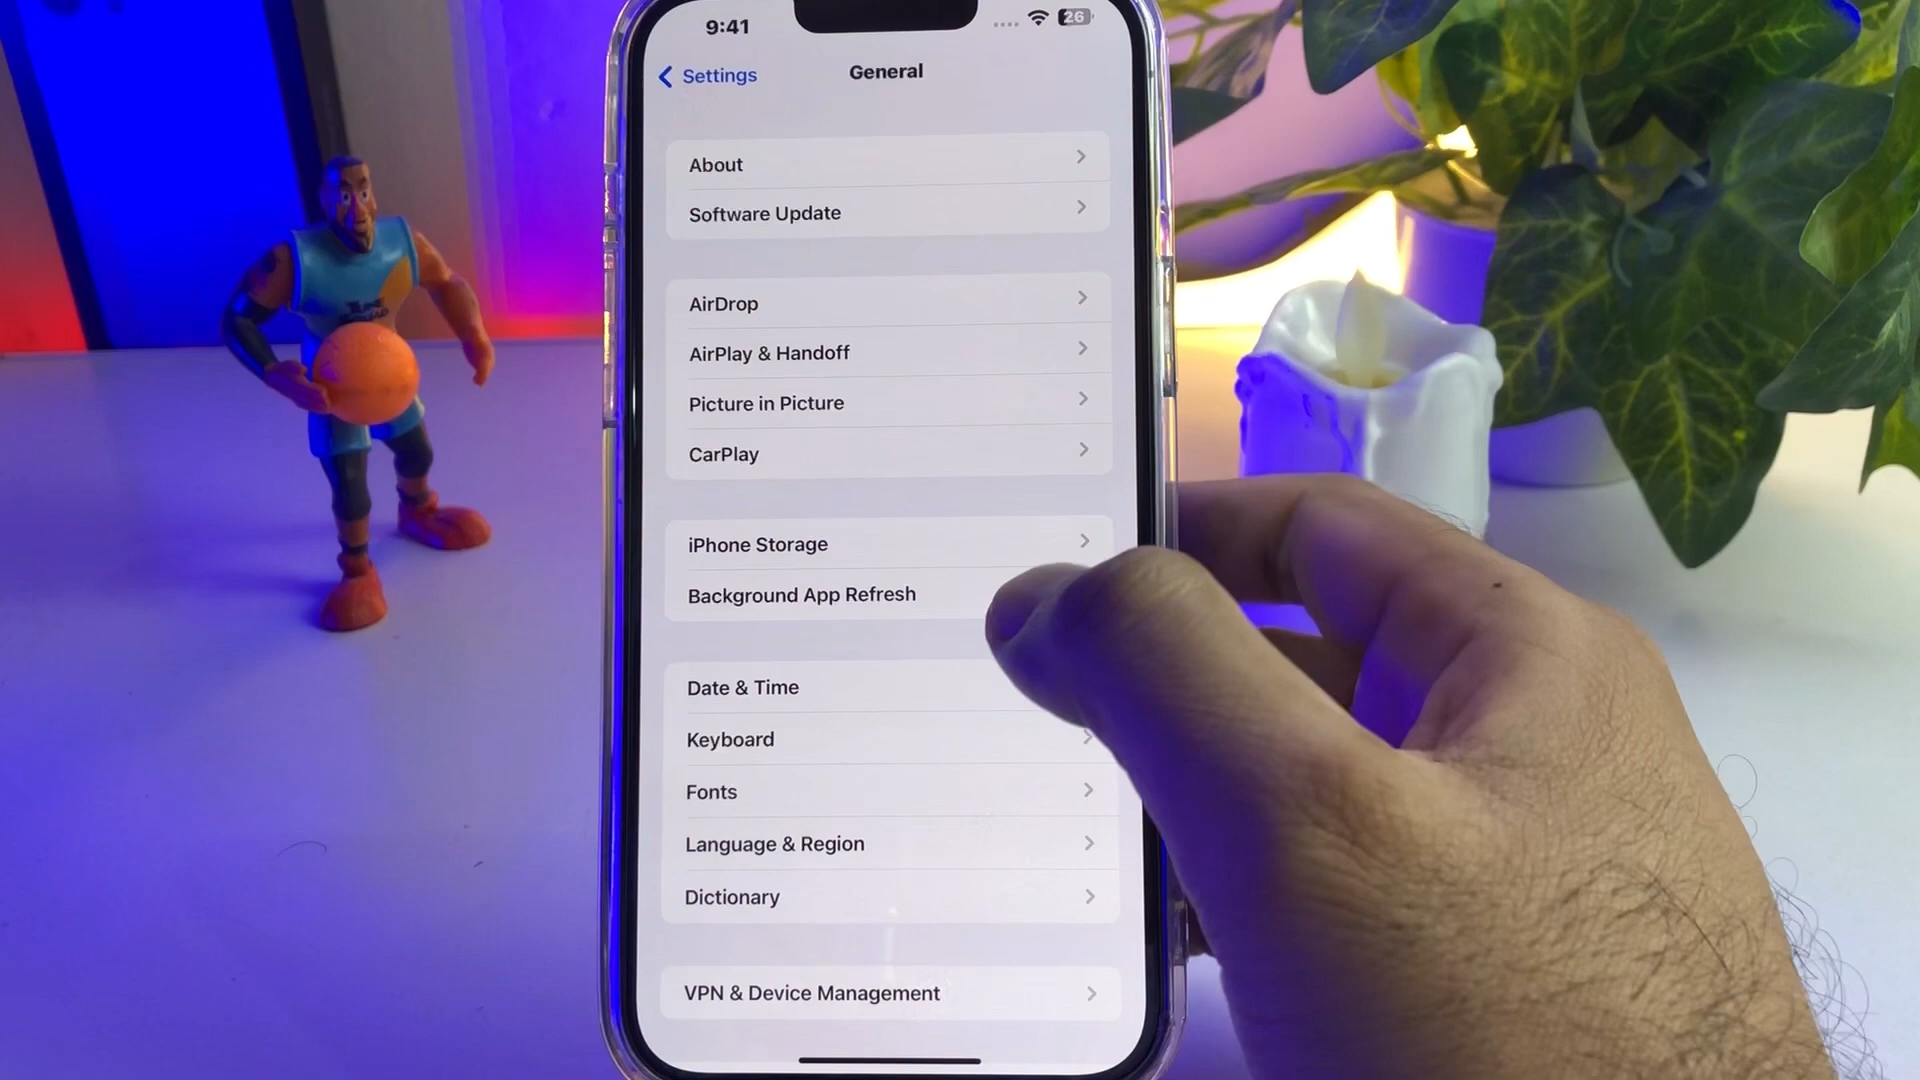 9:41
26
Settings
General
About
Software Update
AirDrop
AirPlay & Handoff
Picture in Picture
CarPlay
iPhone Storage
Background App Refresh
Date & Time
Keyboard
Fonts
Language & Region
Dictionary
VPN & Device Management